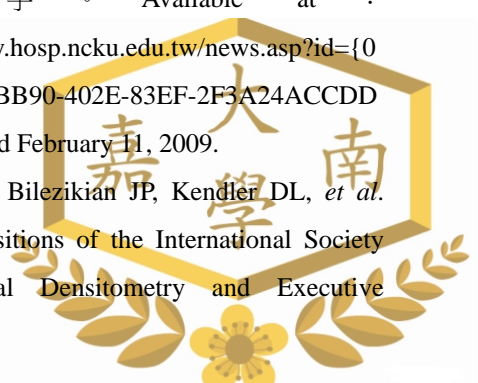 Available at :
w.hosp.ncku.edu.tw/news.asp?id={0
BB90-402E-83EF-2F3A24ACCDD
d February 11, 2009.
Bilezikian JP, Kendler DL, et al.
sitions of the International Society
al Densitometry and Executive
大
嘉 南
學